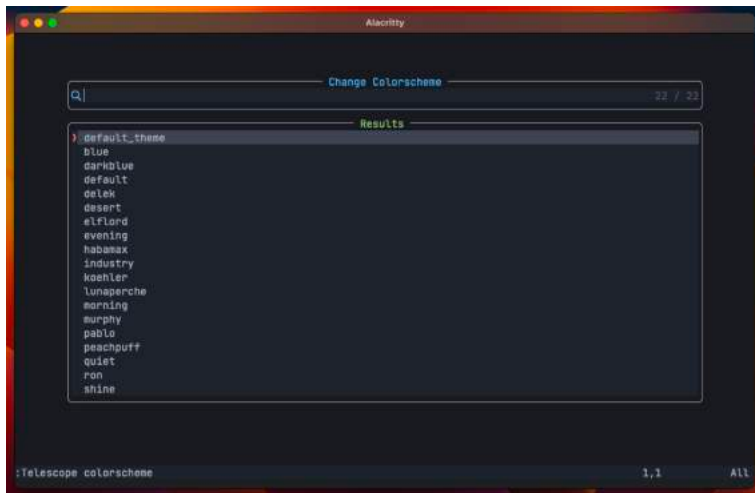 Alacritty
Change Colorscheme
22 / 22
Results
default_theme
blue
darkblue
default
delek
desert
elflord
evening
habamax
industry
koehler
lunaperche
morning
murphy
pablo
peachpuff
quiet
ron
shine
:Telescope colorscheme 1,1 All